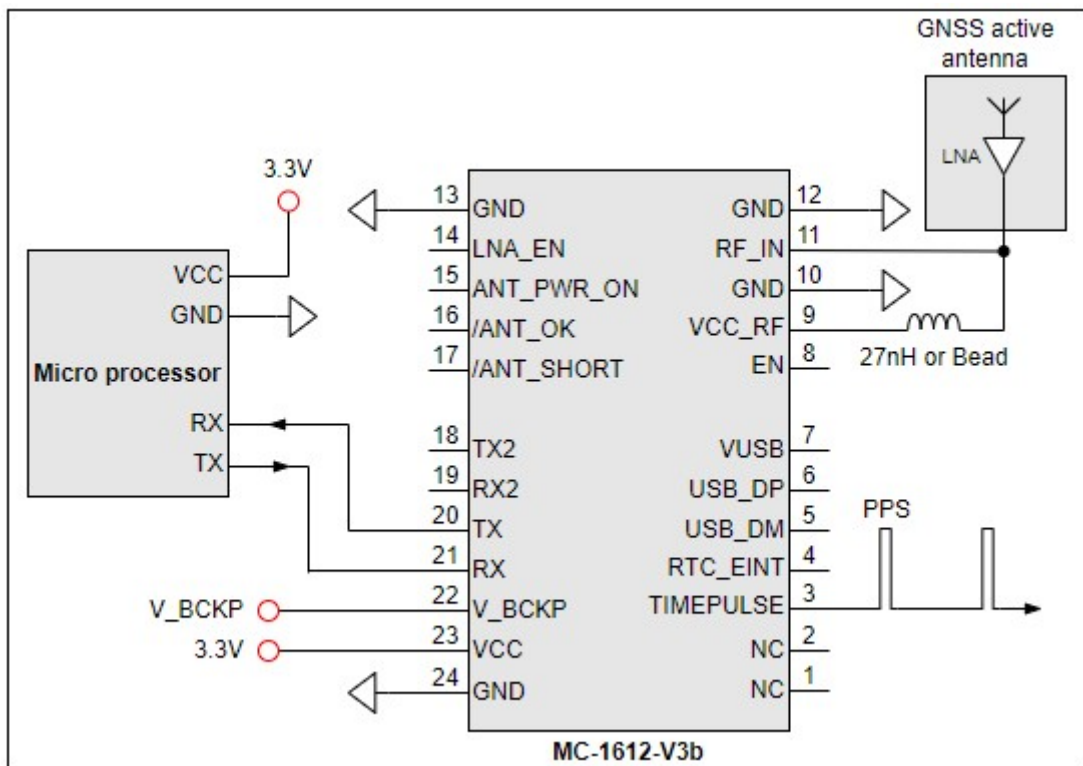 GNSS active
antenna
LNA
3.3V
VCC
GND
Micro processor
RX
TX
13 GND
14 LNA_EN
15 ANT_PWR_ON
16 /ANT_OK
17 /ANT_SHORT
18 TX2
19 RX2
20 TX
21 RX
V_BCKP 22 V_BCKP
3.3V 23 VCC
24 GND
GND 12
RF_IN 11
GND 10
VCC_RF 9
27nH or Bead
EN 8
VUSB 7
USB_DP 6
USB_DM 5
PPS
RTC_EINT 4
TIMEPULSE 3
NC 2
NC 1
MC-1612-V3b